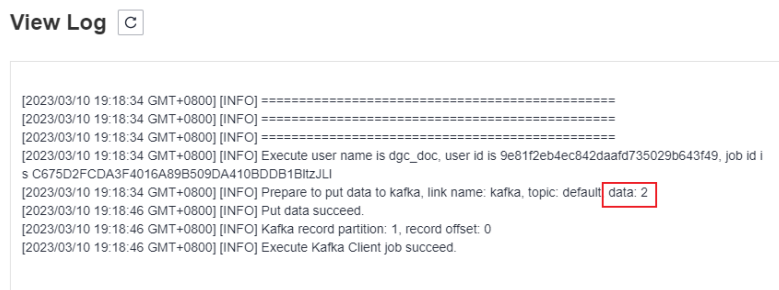 View Log
[2023/03/10 19:18:34 GMT+0800] [INFO] ===============================================
[2023/03/10 19:18:34 GMT+0800] [INFO] ===============================================
[2023/03/10 19:18:34 GMT+0800] [INFO] ===============================================
[2023/03/10 19:18:34 GMT+0800] [INFO] Execute user name is dgc_doc, user id is 9e81f2eb4ec842daafd735029b643f49, job id i
s C675D2FCDA3F4016A89B509DA410BDDB1BItzJLI
[2023/03/10 19:18:34 GMT+0800] [INFO] Prepare to put data to kafka, link name: kafka, topic: default, data: 2
[2023/03/10 19:18:46 GMT+0800] [INFO] Put data succeed.
[2023/03/10 19:18:46 GMT+0800] [INFO] Kafka record partition: 1, record offset: 0
[2023/03/10 19:18:46 GMT+0800] [INFO] Execute Kafka Client job succeed.